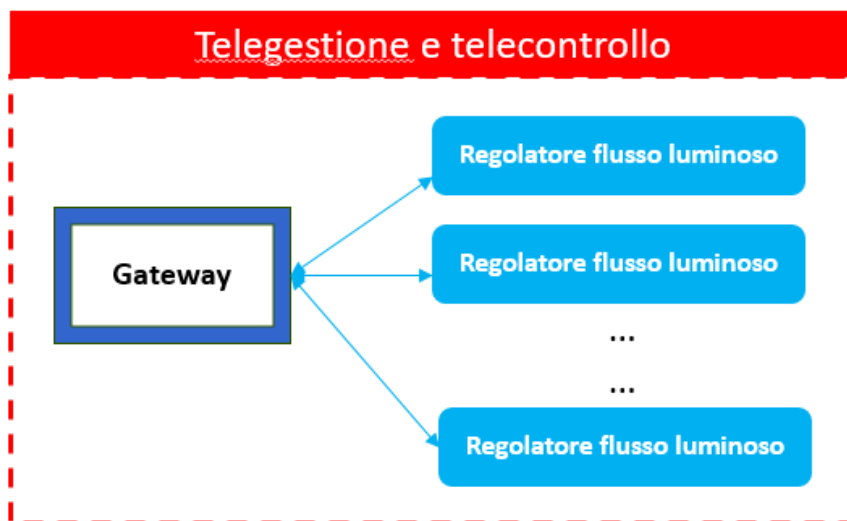 Telegestione e telecontrollo
Regolatore flusso luminoso
Gateway
Regolatore flusso luminoso
...
...
Regolatore flusso luminoso